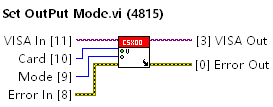 Set OutPut Mode.vi (4815)
VISA In [11]
Card [10]
Mode [9]
Error In [8]
CSX00
[3] VISA Out
[0] Error Out